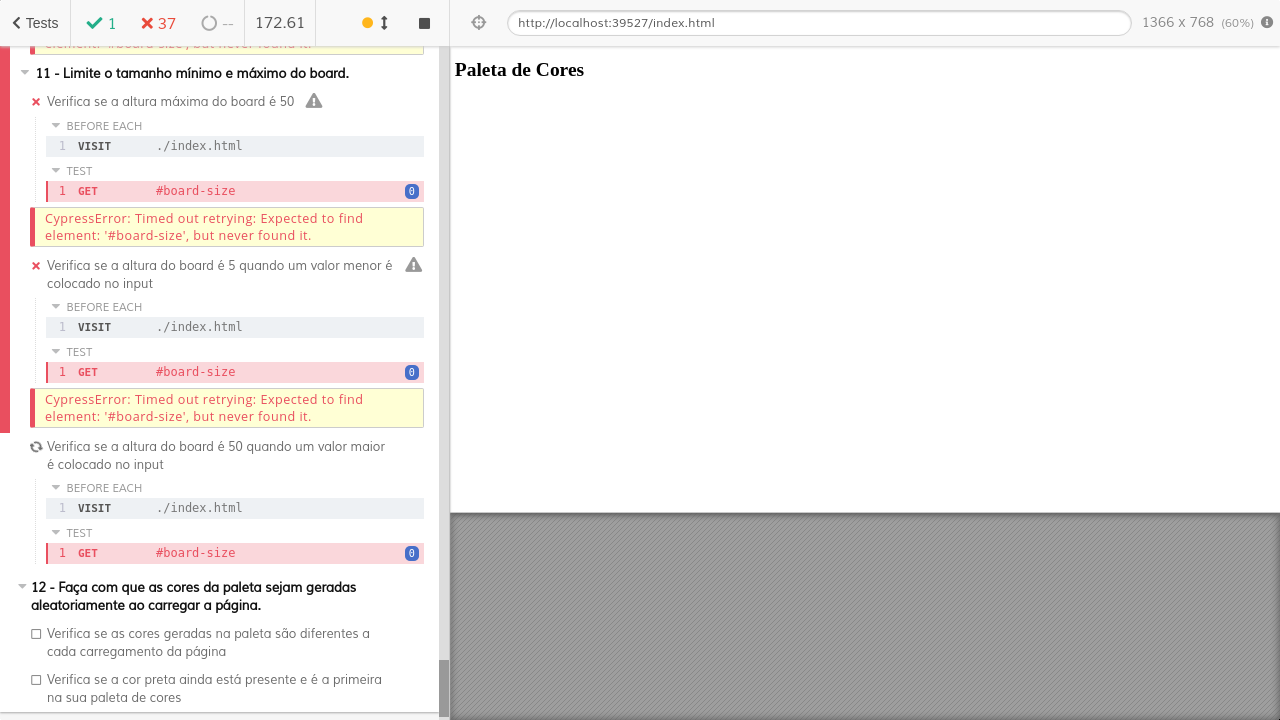 Tests 1 37 -- 172.61 http://localhost:39527/index.html 1366 x 768 (60%)
element: '#board-size', but never found it.
11 - Limite o tamanho mínimo e máximo do board.
Verifica se a altura máxima do board é 50
BEFORE EACH
1 VISIT ./index.html
TEST
1 GET #board-size 0
CypressError: Timed out retrying: Expected to find
element: '#board-size', but never found it.
Verifica se a altura do board é 5 quando um valor menor é
colocado no input
BEFORE EACH
1 VISIT ./index.html
TEST
1 GET #board-size 0
CypressError: Timed out retrying: Expected to find
element: '#board-size', but never found it.
Verifica se a altura do board é 50 quando um valor maior
é colocado no input
BEFORE EACH
1 VISIT ./index.html
TEST
1 GET #board-size 0
12 - Faça com que as cores da paleta sejam geradas
aleatoriamente ao carregar a página.
Verifica se as cores geradas na paleta são diferentes a
cada carregamento da página
Verifica se a cor preta ainda está presente e é a primeira
na sua paleta de cores
Paleta de Cores